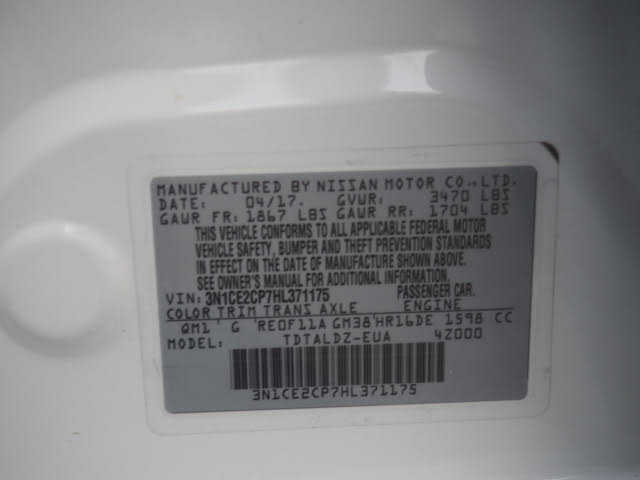 MANUFACTURED BY NISSAN MOTOR CO., LTD.
DATE: 04/17. GVWR: 3470 LBS
GAWR FR: 1867 LBS GAWR RR: 1704 LBS
THIS VEHICLE CONFORMS TO ALL APPLICABLE FEDERAL MOTOR
VEHICLE SAFETY, BUMPER AND THEFT PREVENTION STANDARDS
IN EFFECT ON THE DATE OF MANUFACTURE SHOWN ABOVE.
SEE OWNER'S MANUAL FOR ADDITIONAL INFORMATION.
VIN: 3N1CE2CP7HL371175 PASSENGER CAR.
COLOR TRIM TRANS AXLE ENGINE
QM1 G RE0F11A GM38 HR16DE 1598 CC
MODEL: TDTALDZ-EUA 4Z000
3N1CE2CP7HL371175